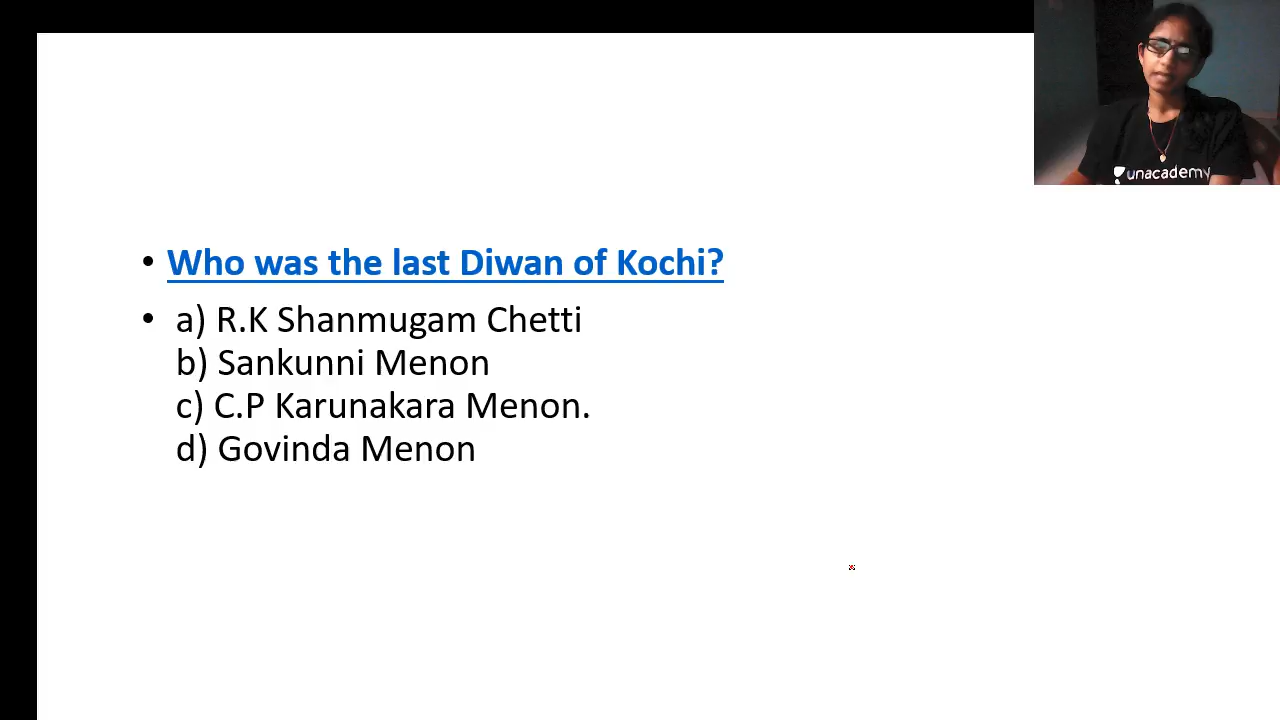 unacademy
• Who was the last Diwan of Kochi?
• a) R.K Shanmugam Chetti
b) Sankunni Menon
c) C.P Karunakara Menon.
d) Govinda Menon